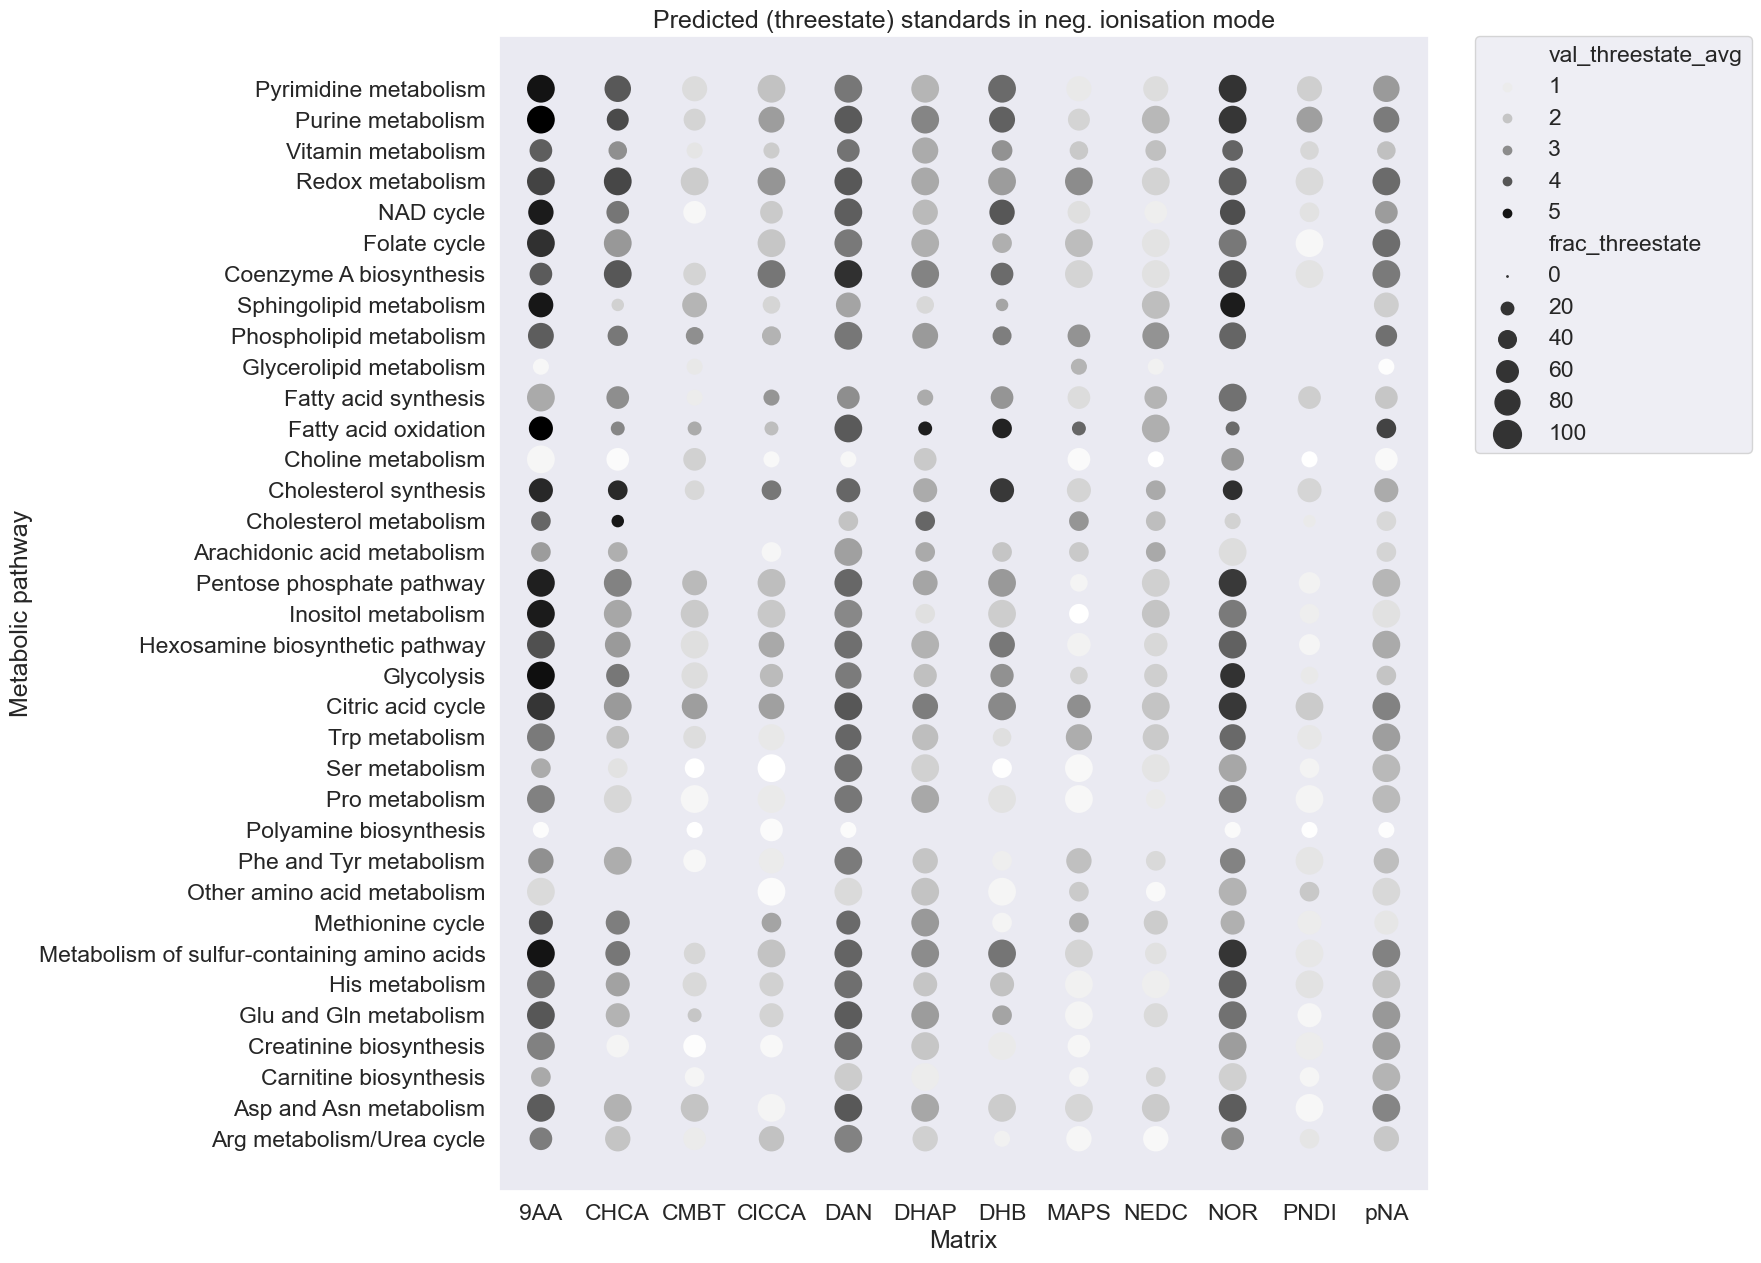 Predicted (threestate) standards in neg. ionisation mode
Pyrimidine metabolism
Purine metabolism
Vitamin metabolism
Redox metabolism
NAD cycle
Folate cycle
Coenzyme A biosynthesis
Sphingolipid metabolism
Phospholipid metabolism
Glycerolipid metabolism
Fatty acid synthesis
Fatty acid oxidation
Choline metabolism
Cholesterol synthesis
Cholesterol metabolism
Arachidonic acid metabolism
Pentose phosphate pathway
Inositol metabolism
Hexosamine biosynthetic pathway
Glycolysis
Citric acid cycle
Trp metabolism
Ser metabolism
Pro metabolism
Polyamine biosynthesis
Phe and Tyr metabolism
Other amino acid metabolism
Methionine cycle
Metabolism of sulfur-containing amino acids
His metabolism
Glu and Gln metabolism
Creatinine biosynthesis
Carnitine biosynthesis
Asp and Asn metabolism
Arg metabolism/Urea cycle
Metabolic pathway
9AA CHCA CMBT ClCCA DAN DHAP DHB MAPS NEDC NOR PNDI pNA
Matrix
val_threestate_avg
1
2
3
4
5
frac_threestate
0
20
40
60
80
100